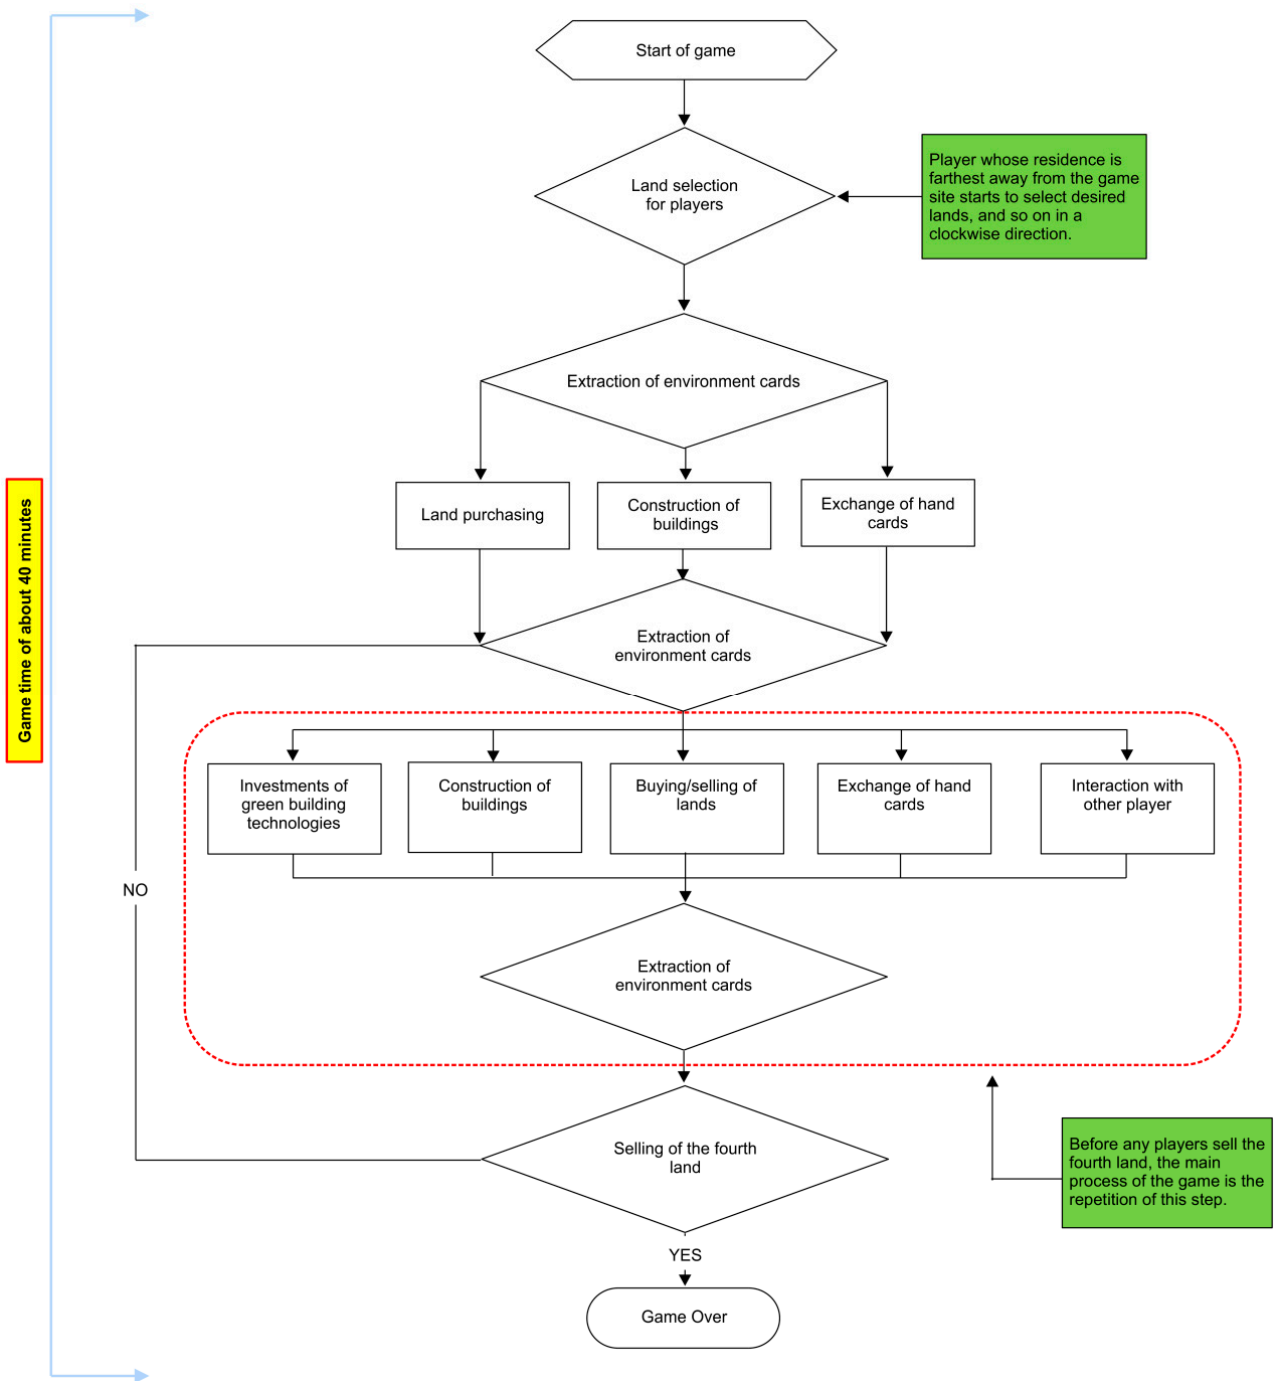 Start of game
Land selection
for players
Player whose residence is
farthest away from the game
site starts to select desired
lands, and so on in a
clockwise direction.
Extraction of environment cards
Land purchasing
Construction of
buildings
Exchange of hand
cards
Game time of about 40 minutes
Extraction of
environment cards
Investments of
green building
technologies
Construction of
buildings
Buying/selling of
lands
Exchange of hand
cards
Interaction with
other player
NO
Extraction of
environment cards
Selling of the fourth
land
Before any players sell the
fourth land, the main
process of the game is the
repetition of this step.
YES
Game Over